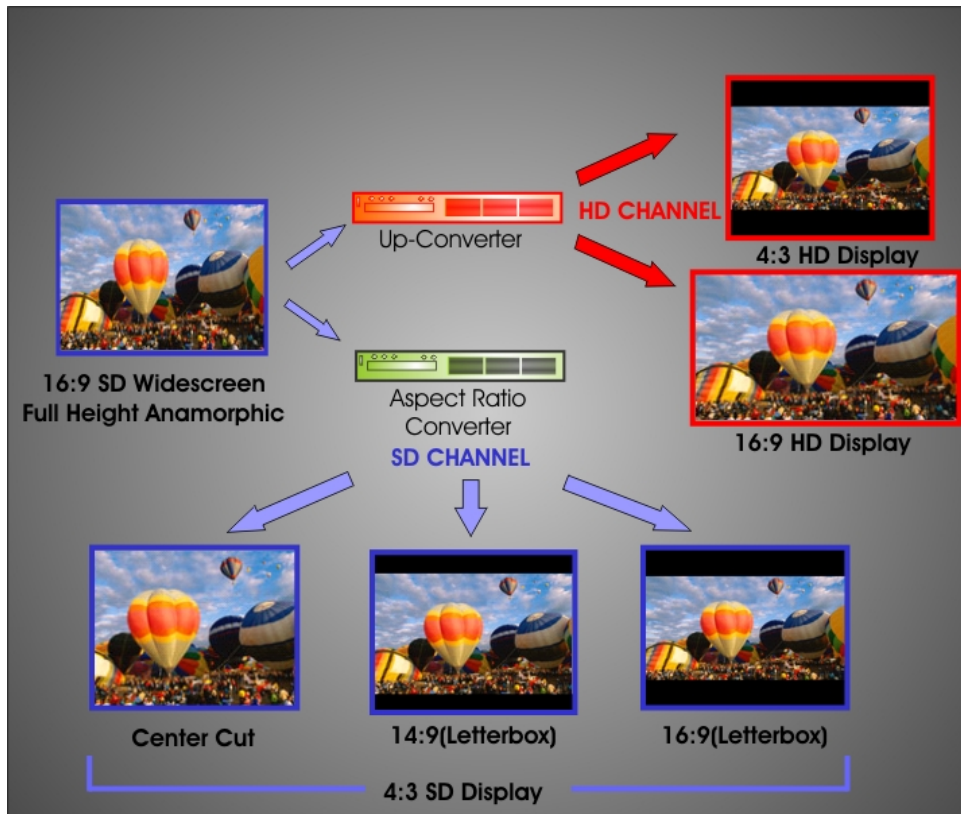 HD CHANNEL
4:3 HD Display
Up-Converter
16:9 SD Widescreen
Full Height Anamorphic
16:9 HD Display
Aspect Ratio
Converter
SD CHANNEL
Center Cut
14:9(Letterbox)
16:9(Letterbox)
4:3 SD Display